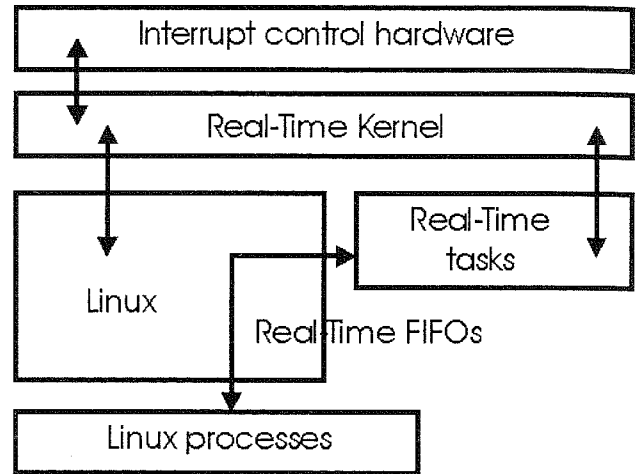 Interrupt control hardware
Real-Time Kernel
Real-Time
tasks
Linux
Real-Time FIFOs
Linux processes